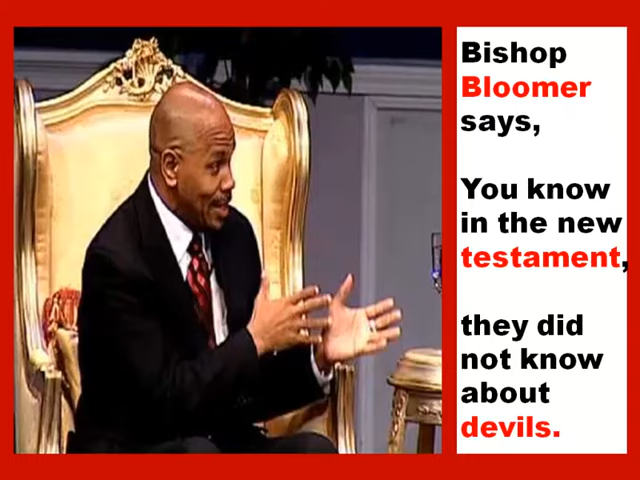 Bishop
Bloomer
says,
You know
in the new
testament,
they did
not know
about
devils.